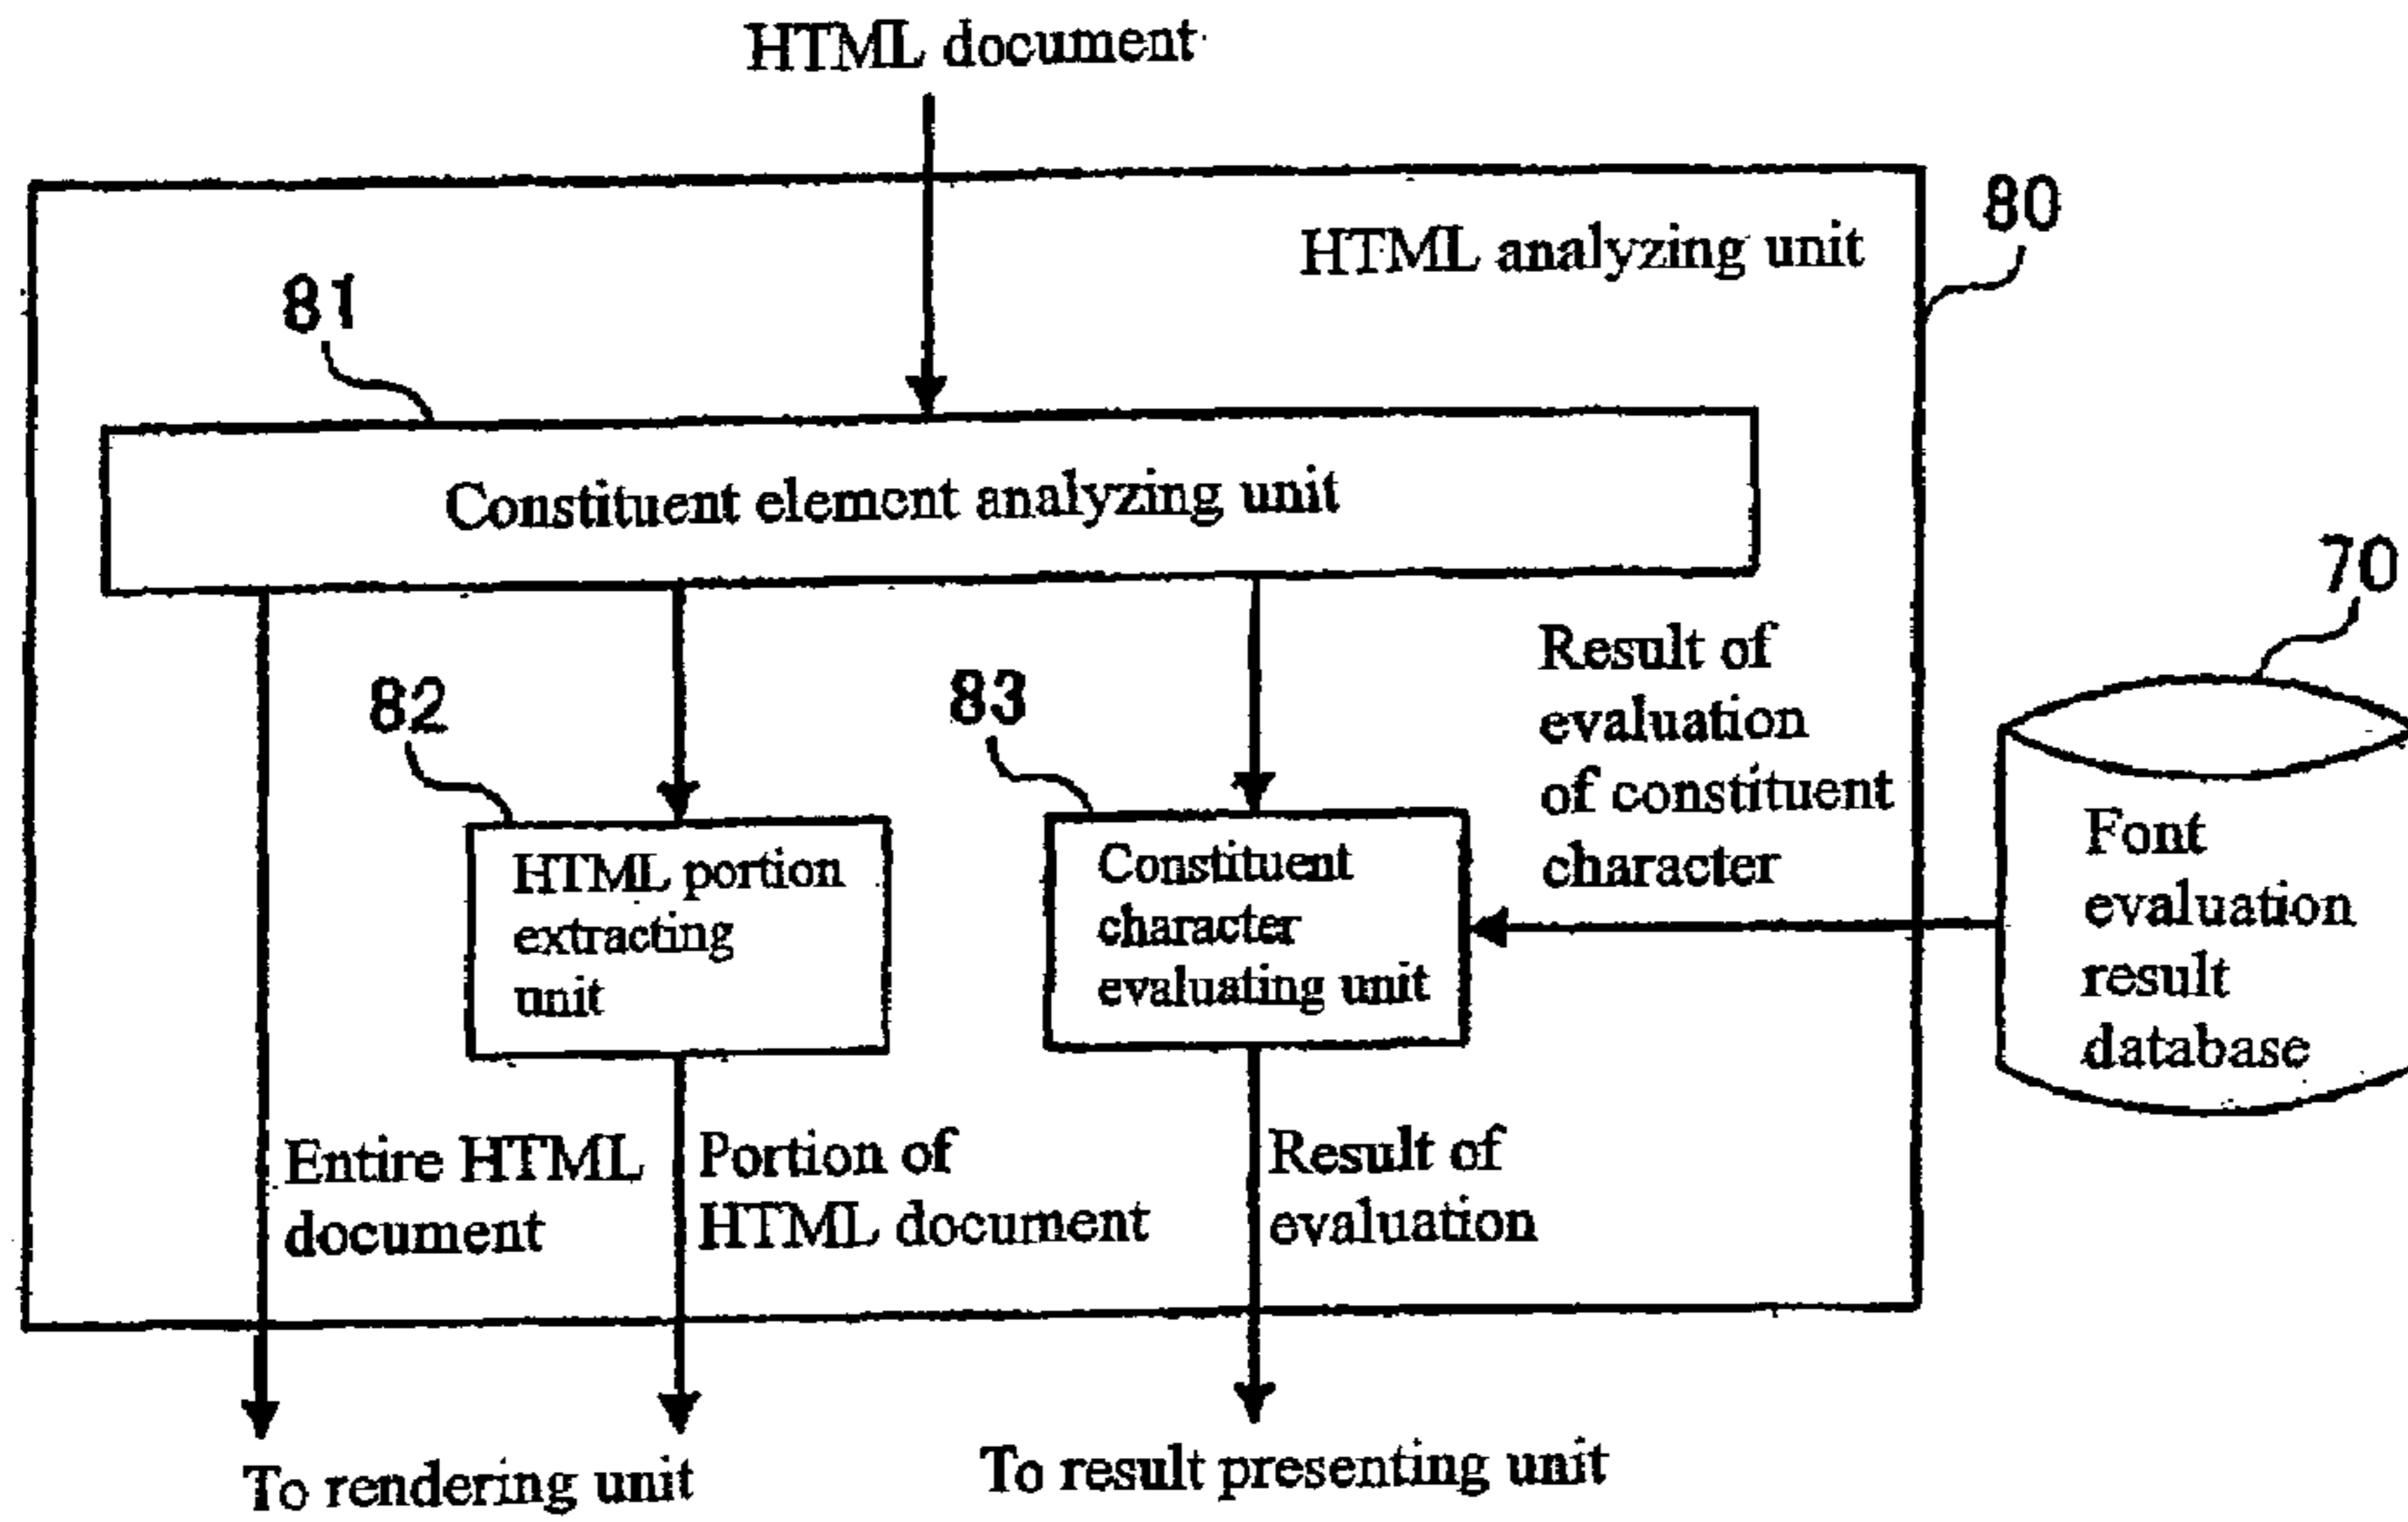 HTML document
80
HTML analyzing unit
81
Constituent element analyzing unit
70
82
83
Result of
evaluation
of constituent
character
HTML portion
extracting
unit
Constituent
character
evaluating unit
Font
evaluation
result
database
Entire HTML
document
Portion of
HTML document
Result of
evaluation
To rendering unit
To result presenting unit